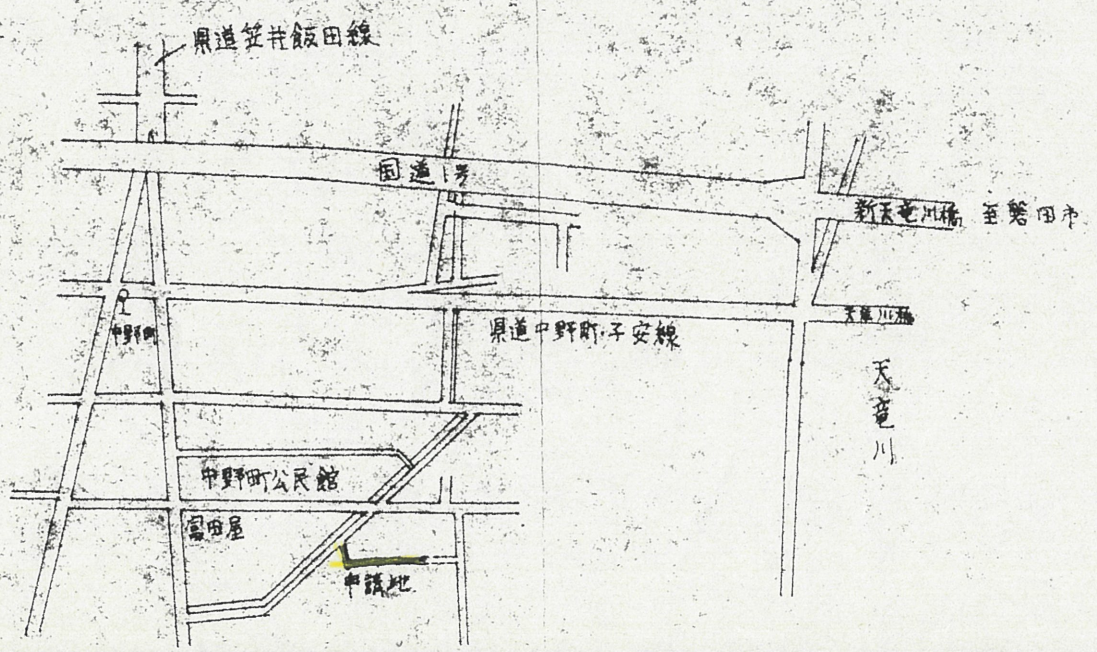 県道笠井飯田線
国道1号
新天竜川橋 至磐田市
中野町
県道中野町・子安線
天竜川橋
天竜川
中野町公民館
富田屋
申請地